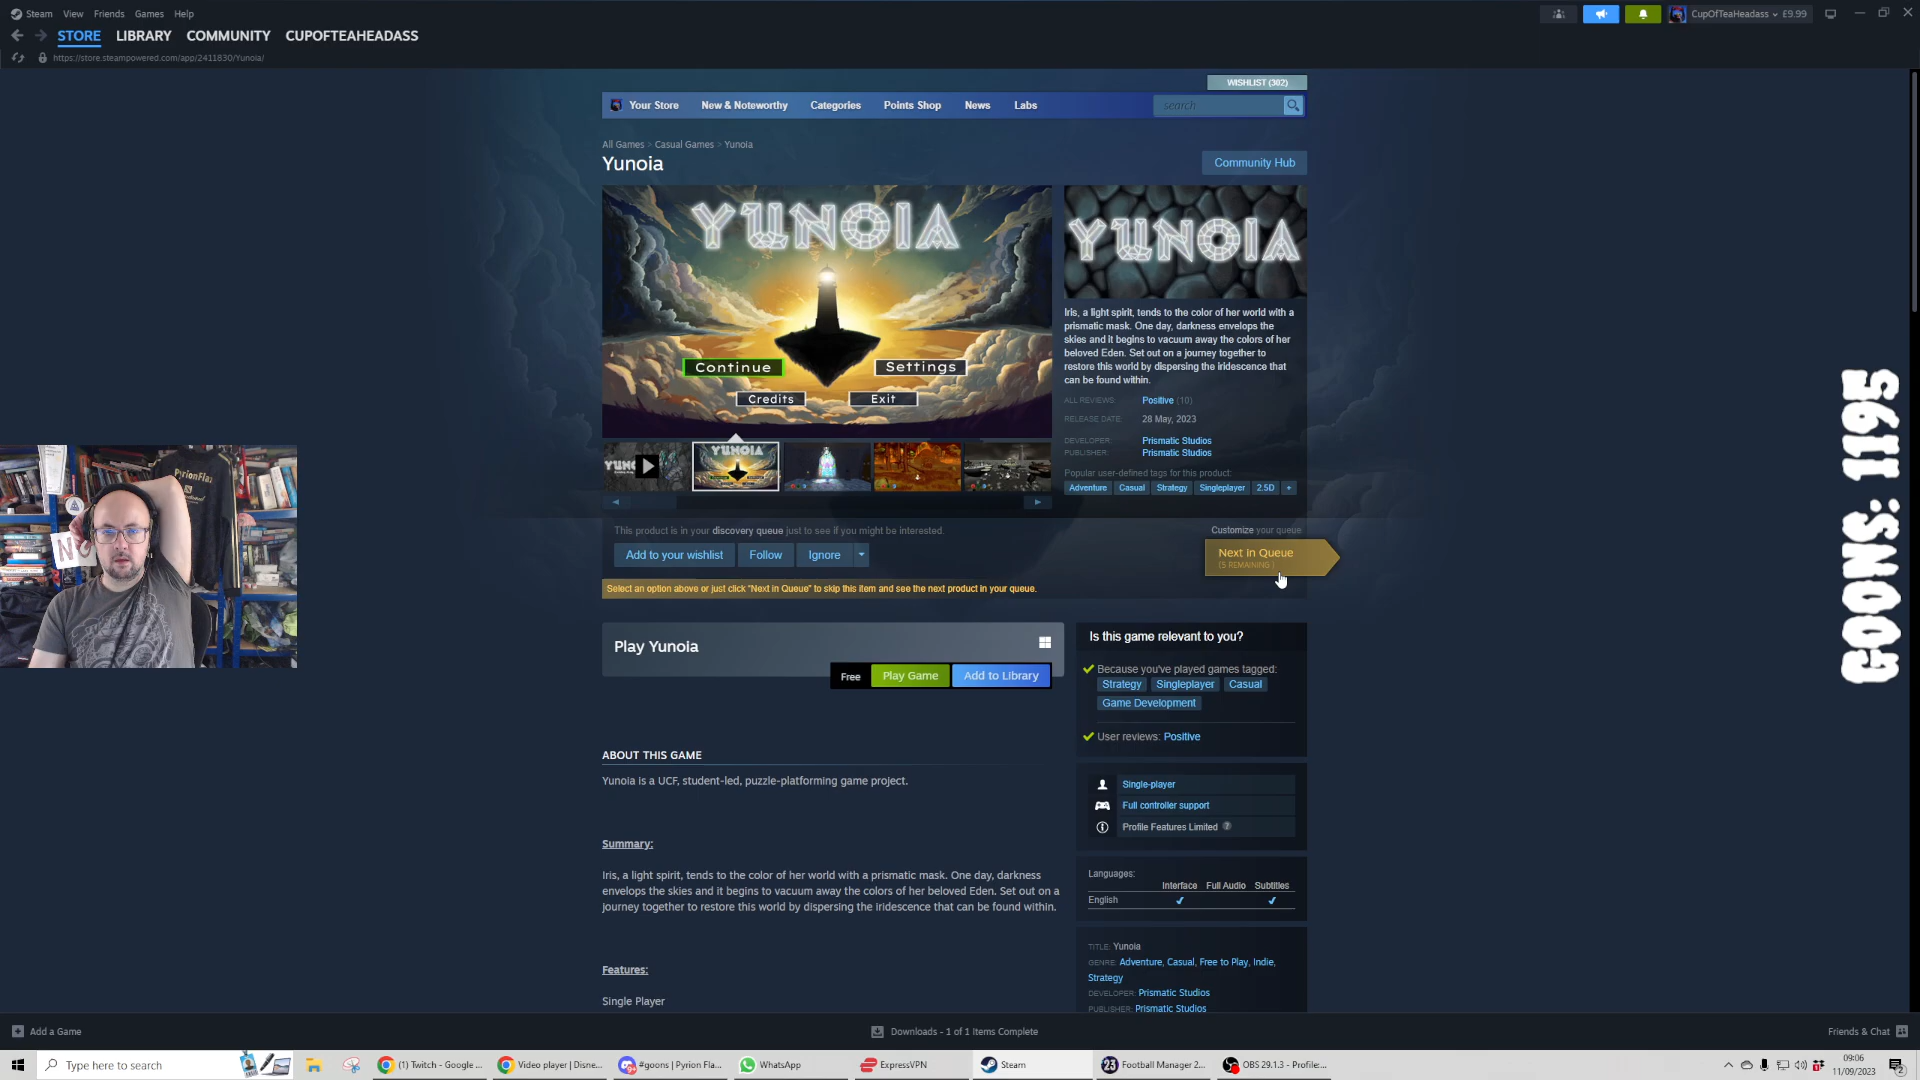 Steam View Friends Games Help
CupOfTeaHeadass £9.99
STORE LIBRARY COMMUNITY CUPOFTEAHEADASS
https://store.steampowered.com/app/2411830/Yunoia/
WISHLIST (302)
Your Store New & Noteworthy Categories Points Shop News Labs search
All Games > Casual Games > Yunoia
Yunoia
Community Hub
YUNOIA
Continue Settings
Credits Exit
YUNOIA
Iris, a light spirit, tends to the color of her world with a
prismatic mask. One day, darkness envelops the
skies and it begins to vacuum away the colors of her
beloved Eden. Set out on a journey together to
restore this world by dispersing the iridescence that
can be found within.
ALL REVIEWS: Positive (10)
RELEASE DATE: 28 May, 2023
DEVELOPER: Prismatic Studios
PUBLISHER: Prismatic Studios
Popular user-defined tags for this product:
Adventure Casual Strategy Singleplayer 2.5D +
YUNOIA
This product is in your discovery queue just to see if you might be interested.
Customize your queue
Add to your wishlist Follow Ignore
Next in Queue
(5 REMAINING )
Select an option above or just click "Next in Queue" to skip this item and see the next product in your queue.
Play Yunoia
Free Play Game Add to Library
Is this game relevant to you?
Because you've played games tagged:
Strategy Singleplayer Casual
Game Development
User reviews: Positive
ABOUT THIS GAME
Yunoia is a UCF, student-led, puzzle-platforming game project.
Summary:
Iris, a light spirit, tends to the color of her world with a prismatic mask. One day, darkness
envelops the skies and it begins to vacuum away the colors of her beloved Eden. Set out on a
journey together to restore this world by dispersing the iridescence that can be found within.
Features:
Single Player
Single-player
Full controller support
Profile Features Limited ?
Languages:
Interface Full Audio Subtitles
English ✔ ✔
TITLE: Yunoia
GENRE: Adventure, Casual, Free to Play, Indie,
Strategy
DEVELOPER: Prismatic Studios
PUBLISHER: Prismatic Studios
GOONS: 1195
Add a Game
Downloads - 1 of 1 Items Complete
Friends & Chat
Type here to search
(1) Twitch - Google ...
Video player | Disne...
#goons | Pyrion Fla...
WhatsApp
ExpressVPN
Steam
Football Manager 2...
OBS 29.1.3 - Profile:...
09:06
11/09/2023